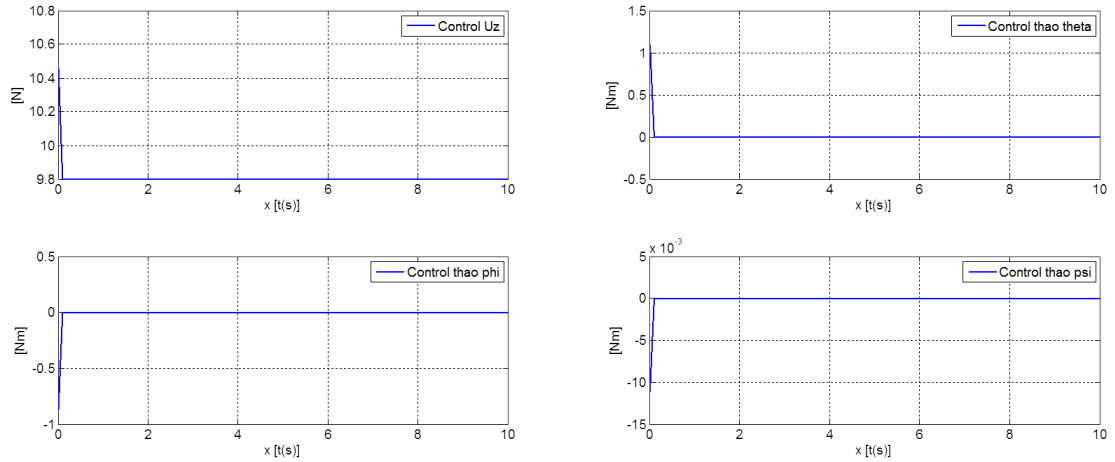 10.8
10.6
10.4
10.2
10
9.8
[N]
Control Uz
0 2 4 6 8 10
x [t(s)]
1.5
1
0.5
0
-0.5
[Nm]
Control thao theta
0 2 4 6 8 10
x [t(s)]
0.5
0
-0.5
-1
[Nm]
Control thao phi
0 2 4 6 8 10
x [t(s)]
x 10⁻³
5
0
-5
-10
-15
[Nm]
Control thao psi
0 2 4 6 8 10
x [t(s)]